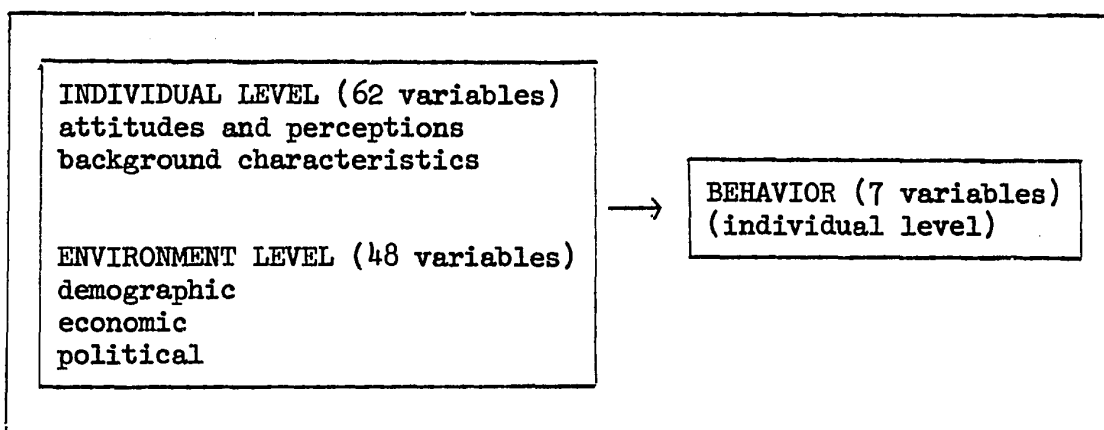 INDIVIDUAL LEVEL (62 variables)
attitudes and perceptions
background characteristics
ENVIRONMENT LEVEL (48 variables)
demographic
economic
political
BEHAVIOR (7 variables)
(individual level)